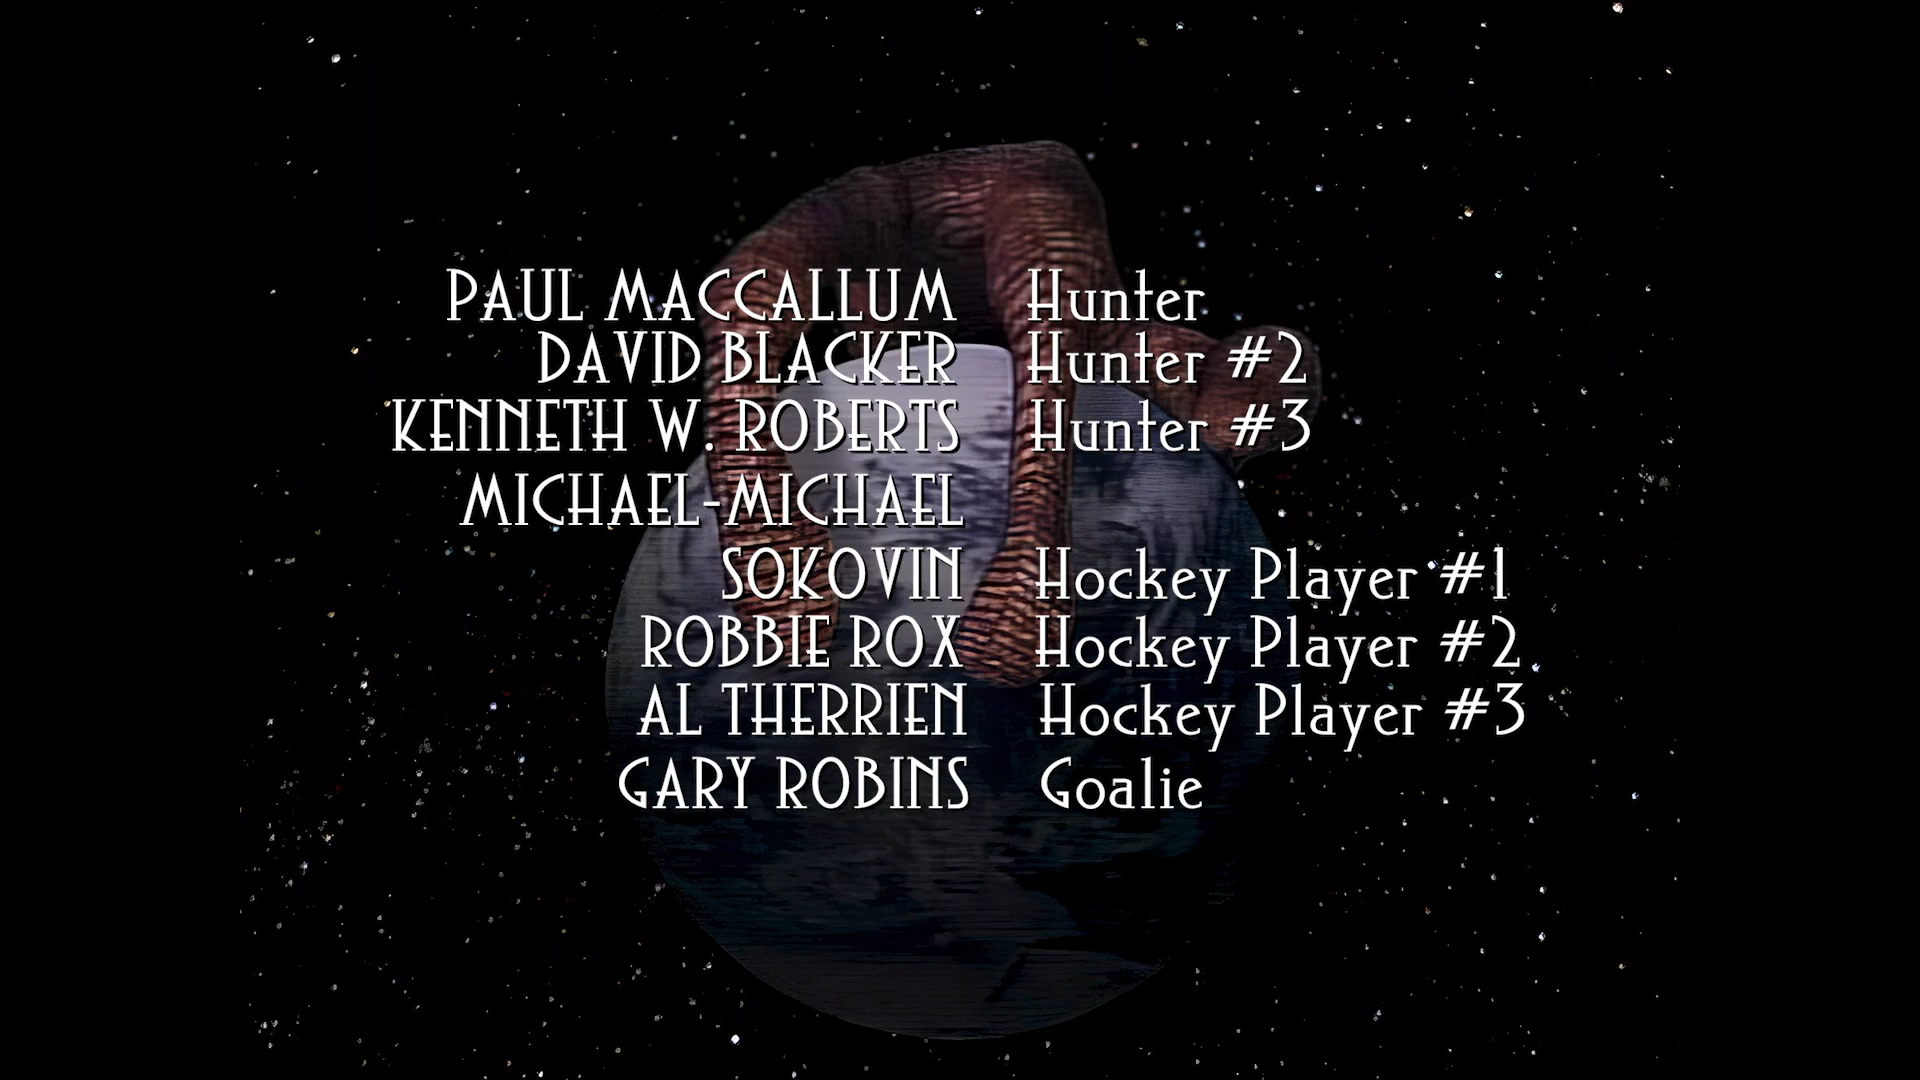 PAUL MACCALLUM Hunter
DAVID BLACKER Hunter #2
KENNETH W. ROBERTS Hunter #3
MICHAEL-MICHAEL
SOKOVIN Hockey Player #1
ROBBIE ROX Hockey Player #2
AL THERRIEN Hockey Player #3
GARY ROBINS Goalie